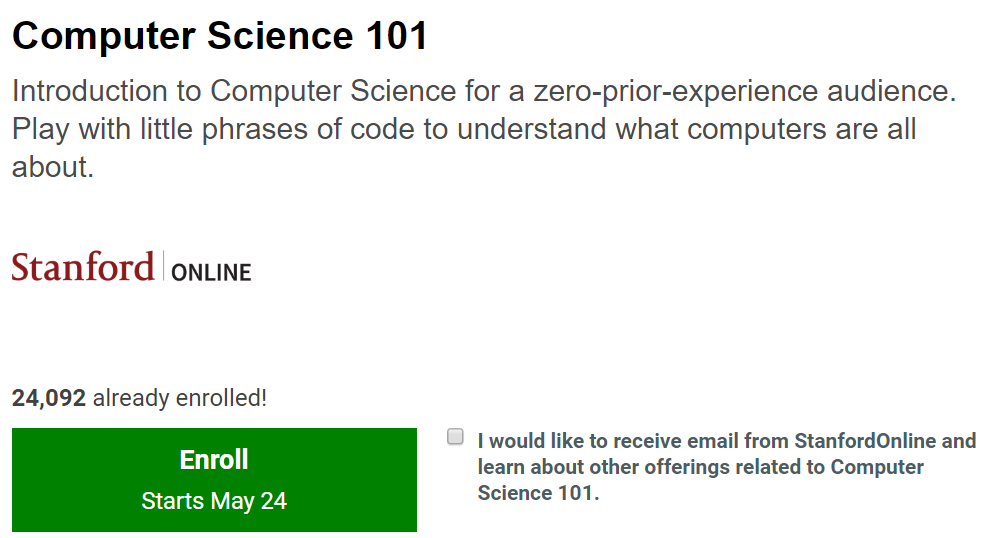 Computer Science 101
Introduction to Computer Science for a zero-prior-experience audience.
Play with little phrases of code to understand what computers are all
about.
Stanford ONLINE
24,092 already enrolled!
Enroll
Starts May 24
I would like to receive email from StanfordOnline and
learn about other offerings related to Computer
Science 101.